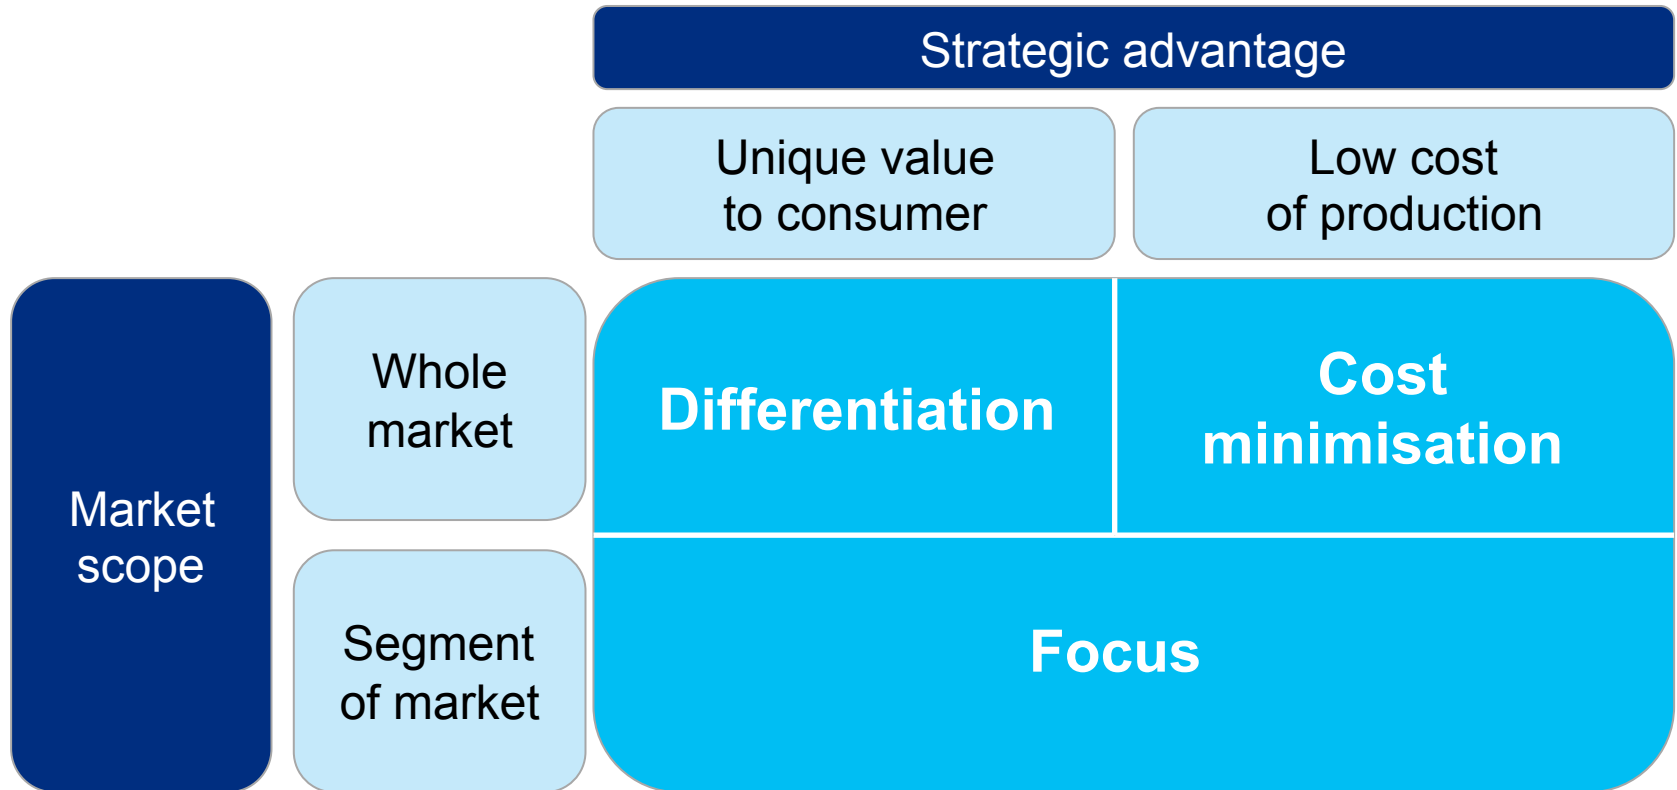 Strategic advantage
Unique value
to consumer
Low cost
of production
Market
scope
Whole
market
Differentiation
Cost
minimisation
Segment
of market
Focus